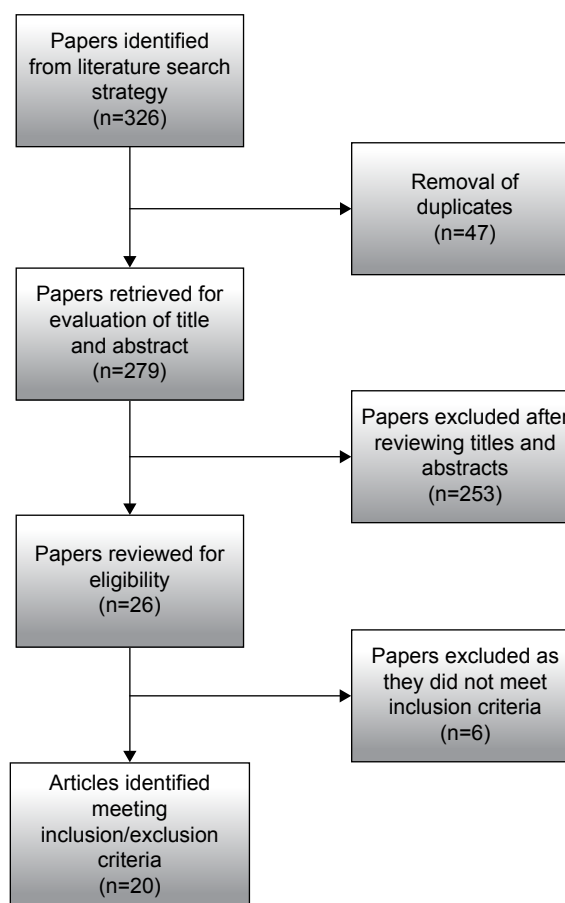 Papers identified
from literature search
strategy
(n=326)
Removal of
duplicates
(n=47)
Papers retrieved for
evaluation of title
and abstract
(n=279)
Papers excluded after
reviewing titles and
abstracts
(n=253)
Papers reviewed for
eligibility
(n=26)
Papers excluded as
they did not meet
inclusion criteria
(n=6)
Articles identified
meeting
inclusion/exclusion
criteria
(n=20)